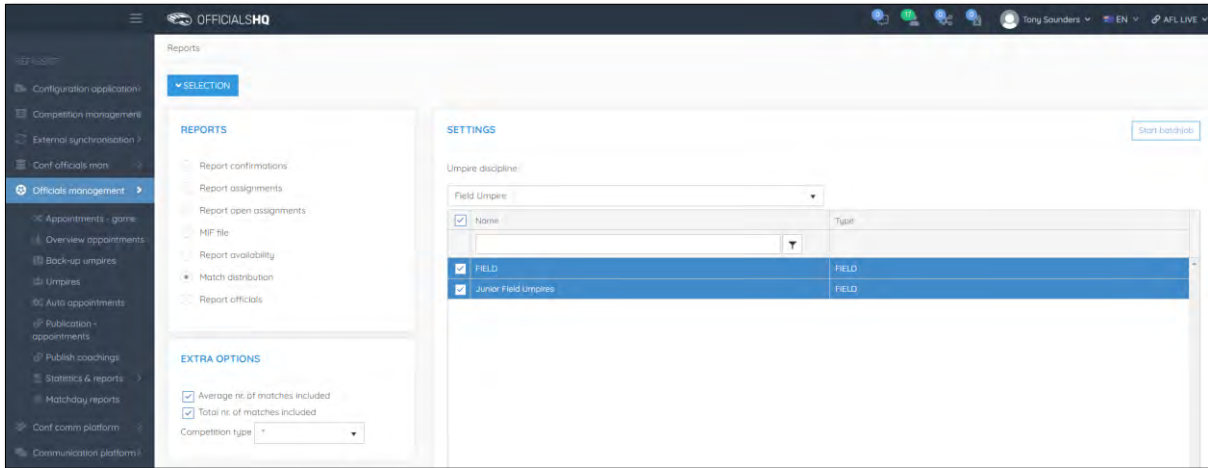 OFFICIALSHQ
0
17
0
0
Tony Saunders
EN
AFL LIVE
Reports
Configuration application
Competition management
External synchronisation
Conf officials man
Officials management
Appointments - game
Overview appointments
Back-up umpires
Umpires
Auto appointments
Publication -
appointments
Publish coachings
Statistics & reports
Matchday reports
Conf comm platform
Communication platform
SELECTION
REPORTS
Report confirmations
Report assignments
Report open assignments
MIF file
Report availability
Match distribution
Report officials
EXTRA OPTIONS
Average nr. of matches included
Total nr. of matches included
Competition type *
SETTINGS
Start batchjob
Umpire discipline
Field Umpire
Name Type
FIELD FIELD
Junior Field Umpires FIELD